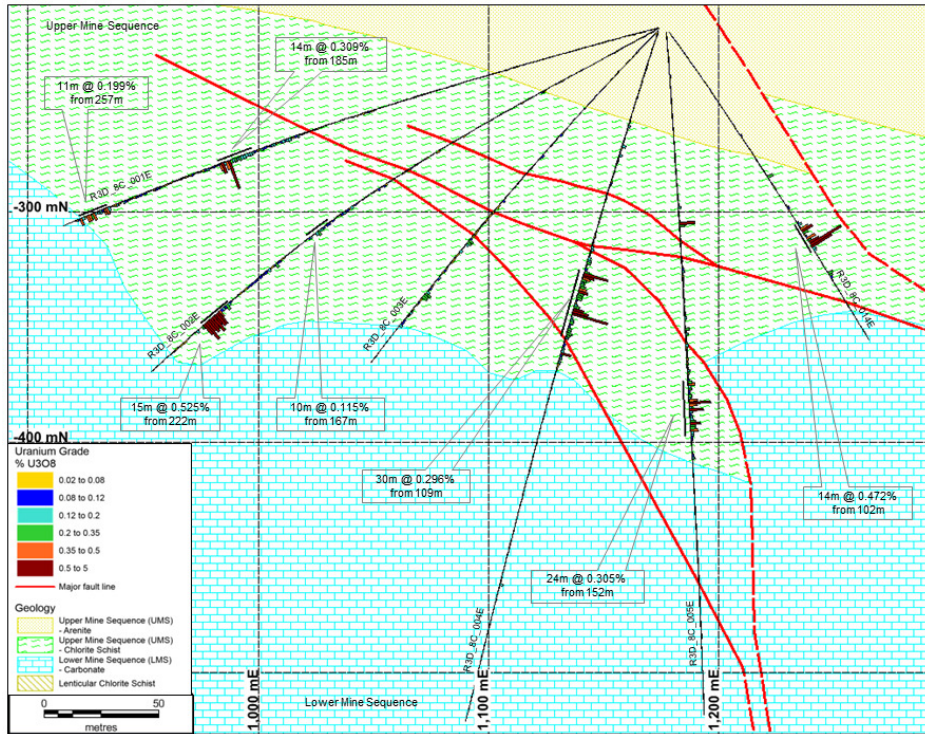 Upper Mine Sequence
14m @ 0.309%
from 185m
11m @ 0.199%
from 257m
R3D_8C_001E
-300 mN
R3D_8C_002E
R3D_8C_003E
R3D_8C_014E
15m @ 0.525%
from 222m
10m @ 0.115%
from 167m
-400 mN
30m @ 0.296%
from 109m
14m @ 0.472%
from 102m
24m @ 0.305%
from 152m
R3D_8C_004E
R3D_8C_005E
Uranium Grade
% U3O8
0.02 to 0.08
0.08 to 0.12
0.12 to 0.2
0.2 to 0.35
0.35 to 0.5
0.5 to 5
Major fault line
Geology
Upper Mine Sequence (UMS)
- Arenite
Upper Mine Sequence (UMS)
- Chlorite Schist
Lower Mine Sequence (LMS)
- Carbonate
Lenticular Chlorite Schist
0 50
metres
1,000 mE
1,100 mE
1,200 mE
Lower Mine Sequence